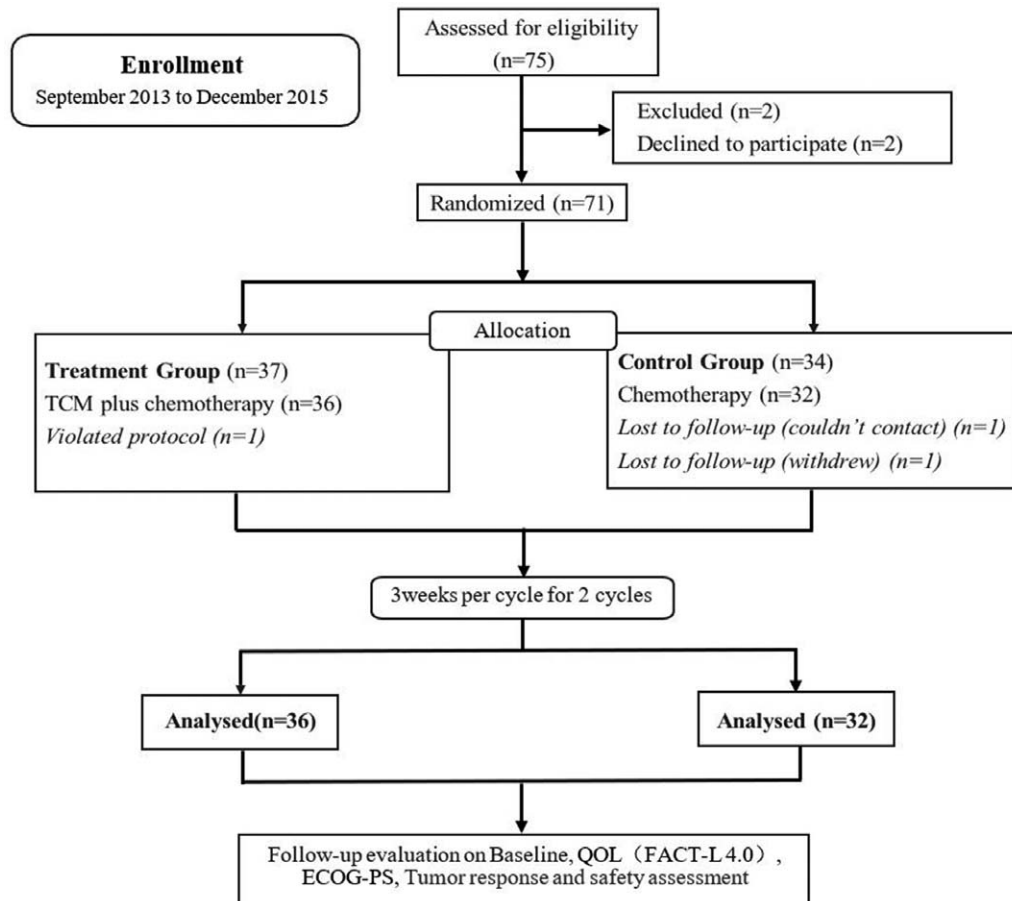 Assessed for eligibility
(n=75)
Enrollment
September 2013 to December 2015
Excluded (n=2)
Declined to participate (n=2)
Randomized (n=71)
Allocation
Treatment Group (n=37)
TCM plus chemotherapy (n=36)
Violated protocol (n=1)
Control Group (n=34)
Chemotherapy (n=32)
Lost to follow-up (couldn’t contact) (n=1)
Lost to follow-up (withdrew) (n=1)
3weeks per cycle for 2 cycles
Analysed(n=36)
Analysed (n=32)
Follow-up evaluation on Baseline, QOL（FACT-L 4.0）,
ECOG-PS, Tumor response and safety assessment